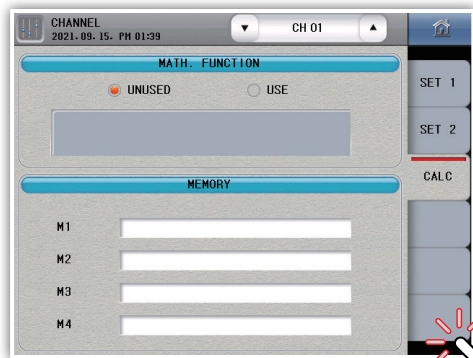 CHANNEL
2021. 09. 15. PM 01:39
CH 01
MATH. FUNCTION
UNUSED
USE
SET 1
SET 2
CALC
MEMORY
M1
M2
M3
M4